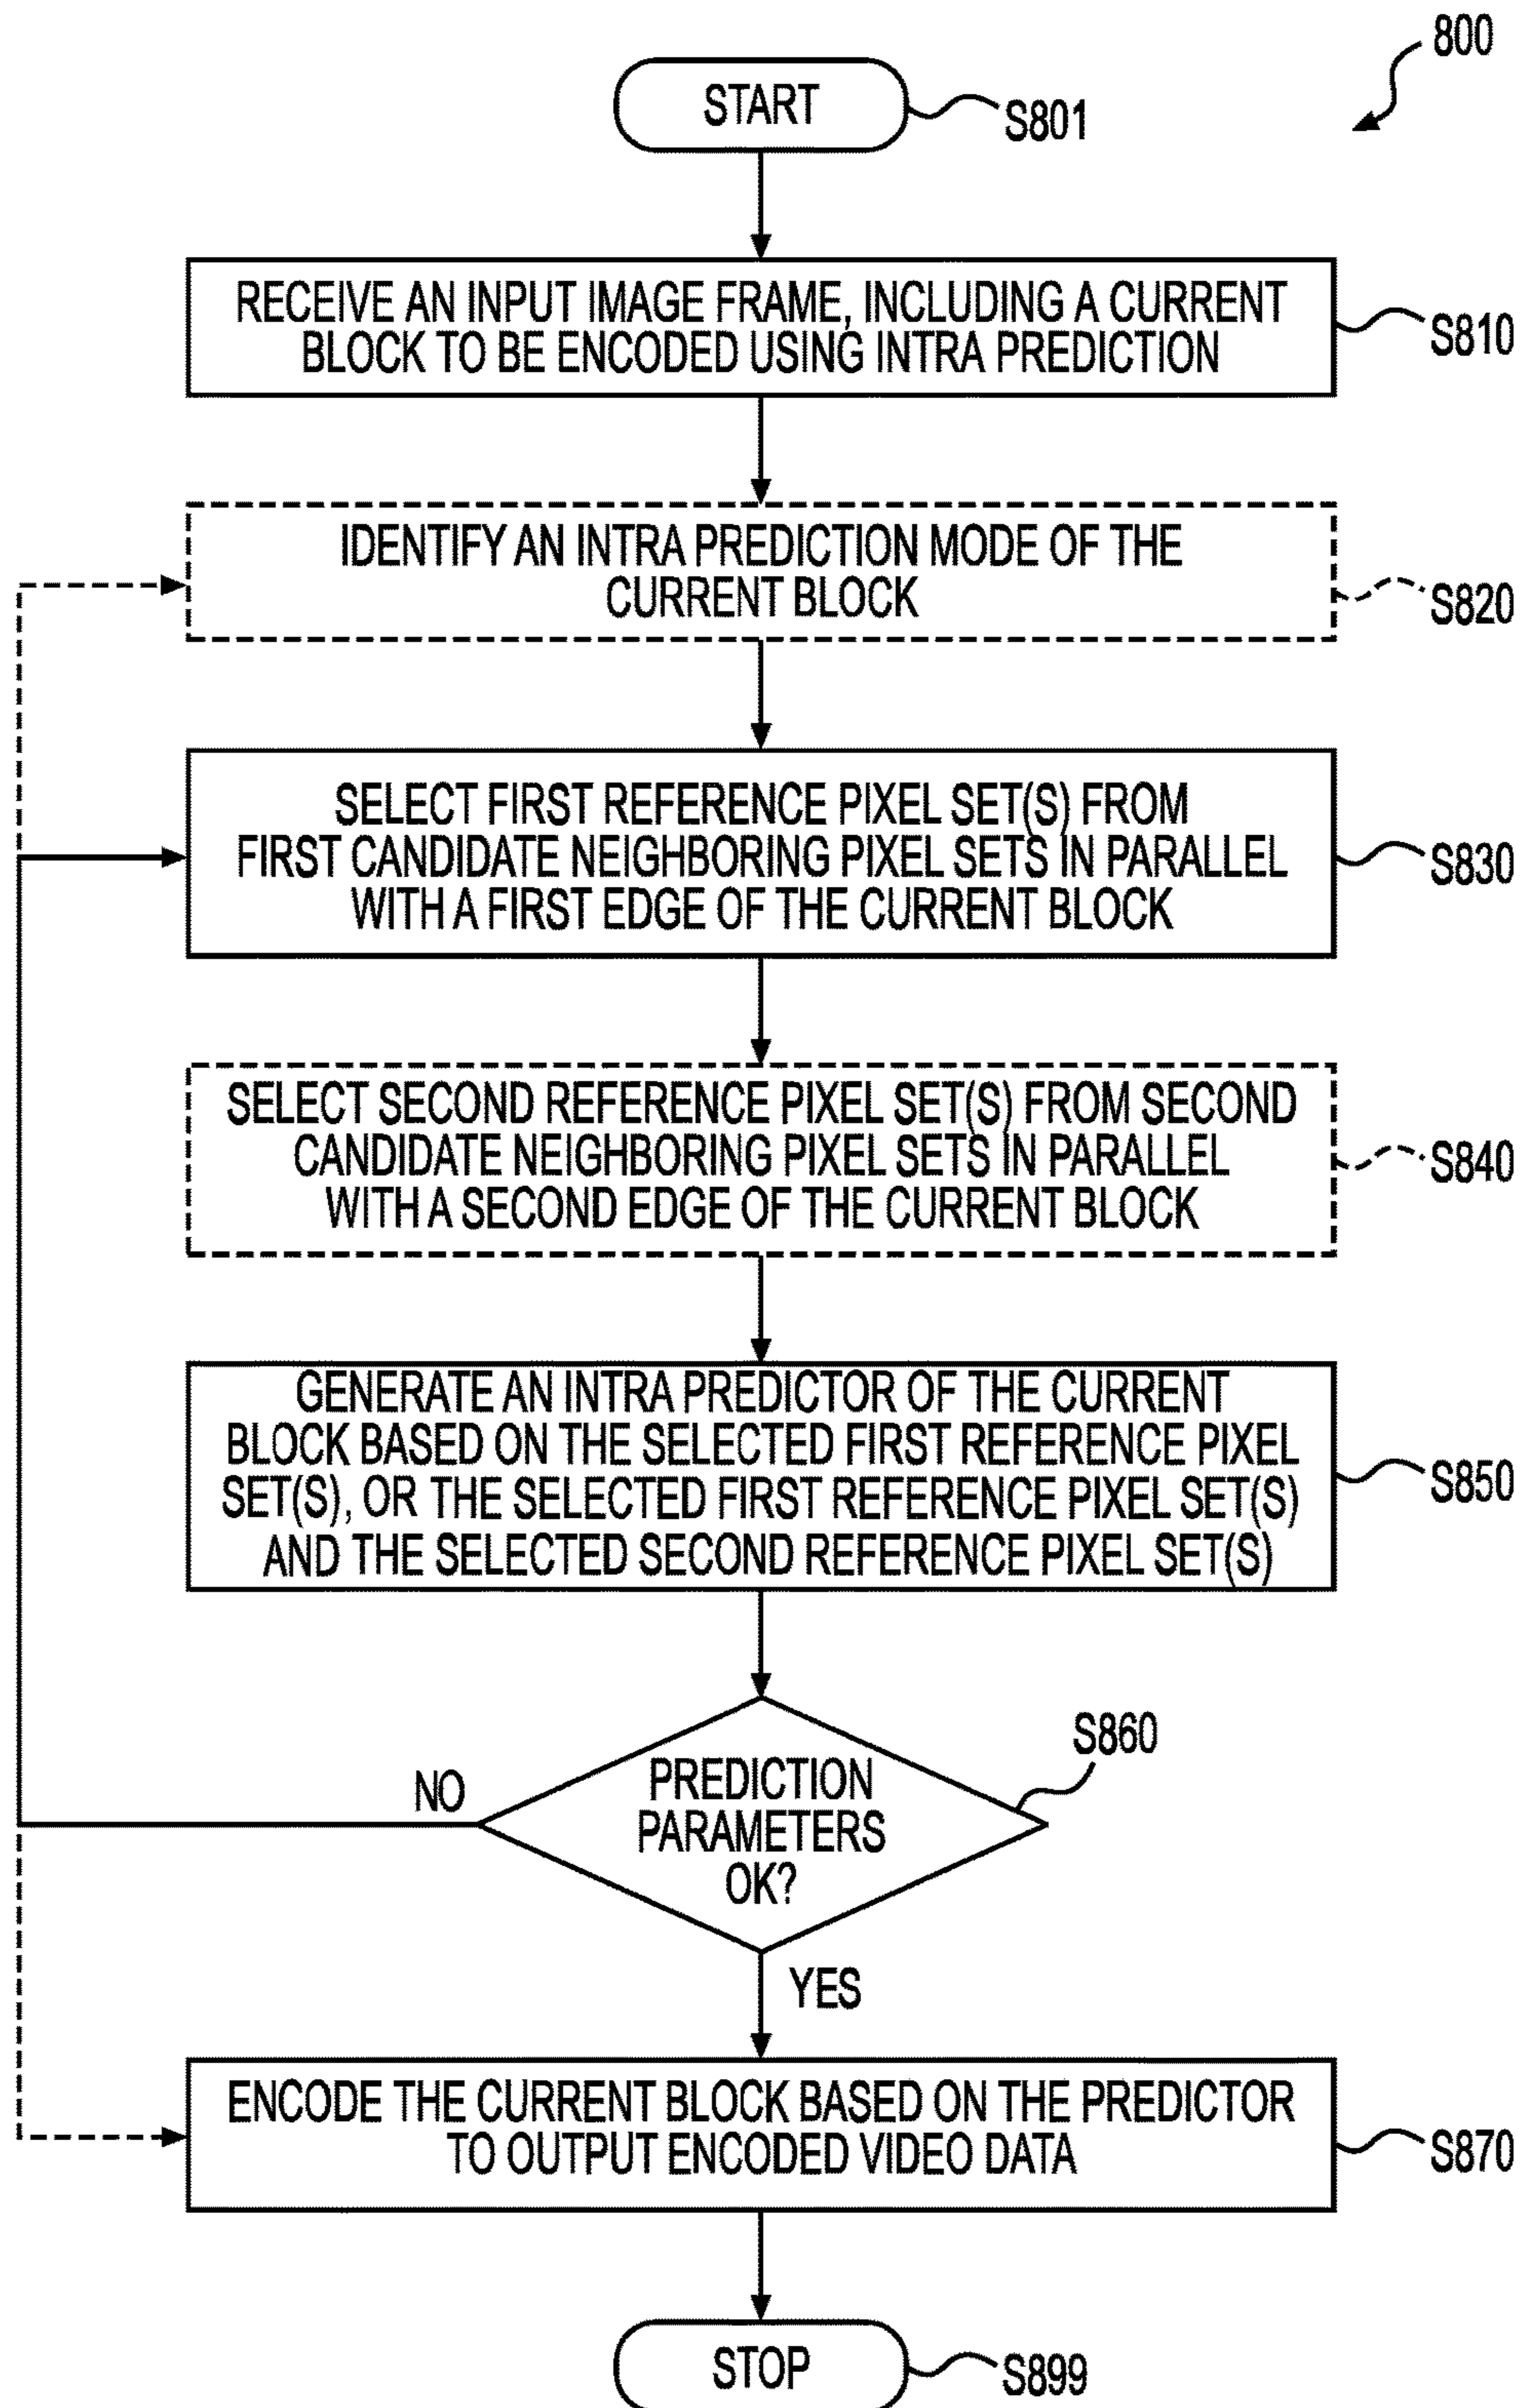 800
START
S801
RECEIVE AN INPUT IMAGE FRAME, INCLUDING A CURRENT
BLOCK TO BE ENCODED USING INTRA PREDICTION
S810
IDENTIFY AN INTRA PREDICTION MODE OF THE
CURRENT BLOCK
S820
SELECT FIRST REFERENCE PIXEL SET(S) FROM
FIRST CANDIDATE NEIGHBORING PIXEL SETS IN PARALLEL
WITH A FIRST EDGE OF THE CURRENT BLOCK
S830
SELECT SECOND REFERENCE PIXEL SET(S) FROM SECOND
CANDIDATE NEIGHBORING PIXEL SETS IN PARALLEL
WITH A SECOND EDGE OF THE CURRENT BLOCK
S840
GENERATE AN INTRA PREDICTOR OF THE CURRENT
BLOCK BASED ON THE SELECTED FIRST REFERENCE PIXEL
SET(S), OR THE SELECTED FIRST REFERENCE PIXEL SET(S)
AND THE SELECTED SECOND REFERENCE PIXEL SET(S)
S850
S860
NO
PREDICTION
PARAMETERS
OK?
YES
ENCODE THE CURRENT BLOCK BASED ON THE PREDICTOR
TO OUTPUT ENCODED VIDEO DATA
S870
STOP
S899